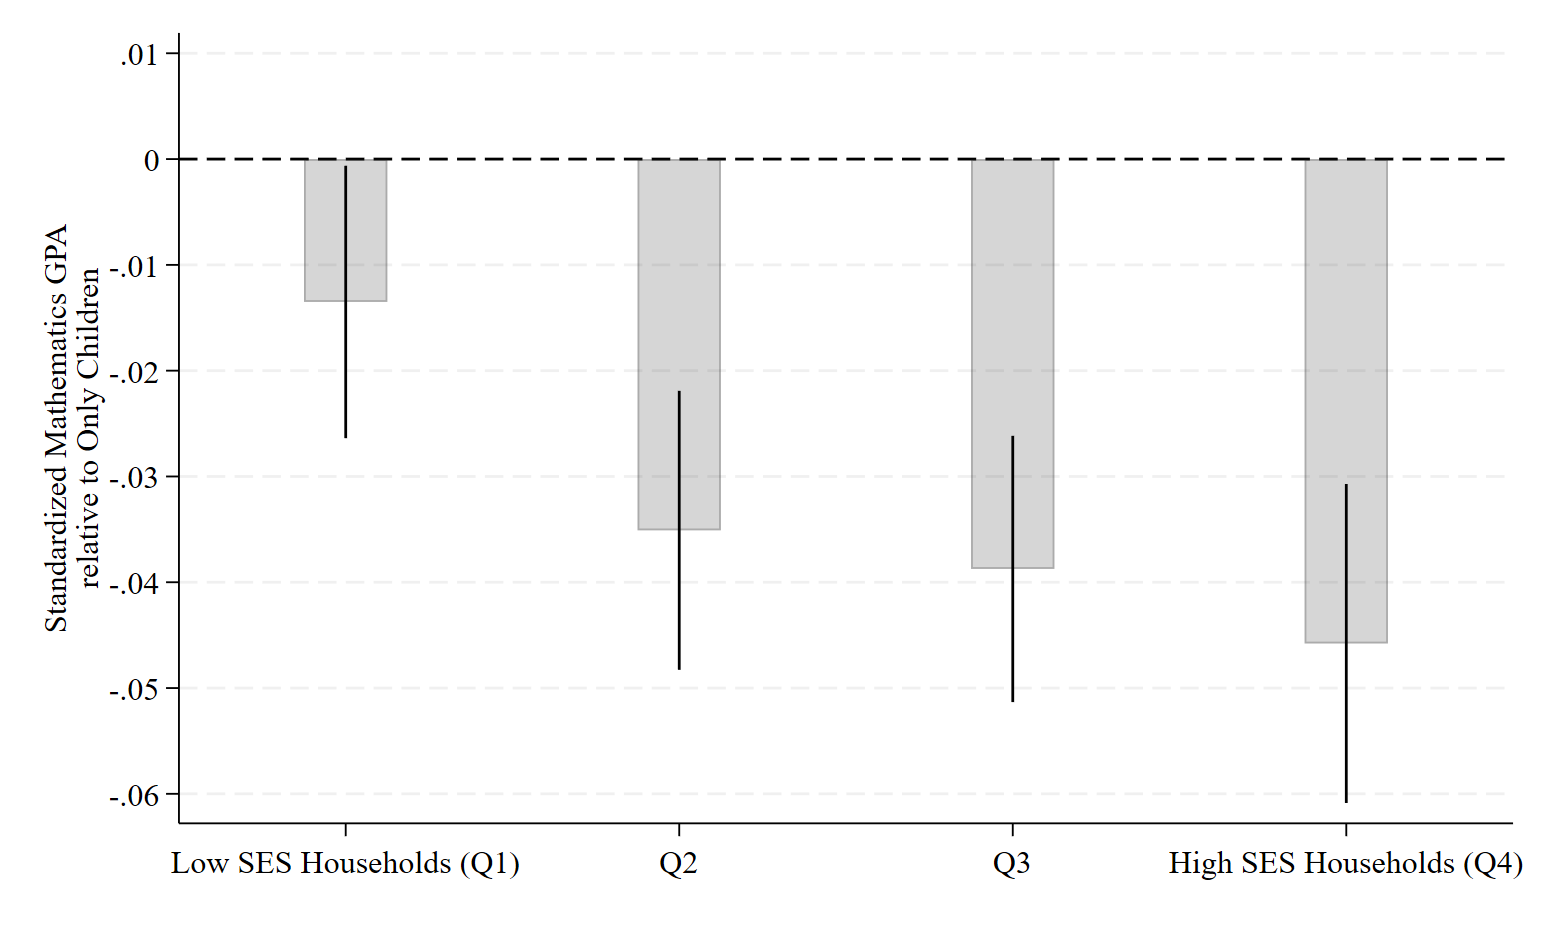 Standardized Mathematics GPA
relative to Only Children
.01
0
-.01
-.02
-.03
-.04
-.05
-.06
Low SES Households (Q1)
Q2
Q3
High SES Households (Q4)